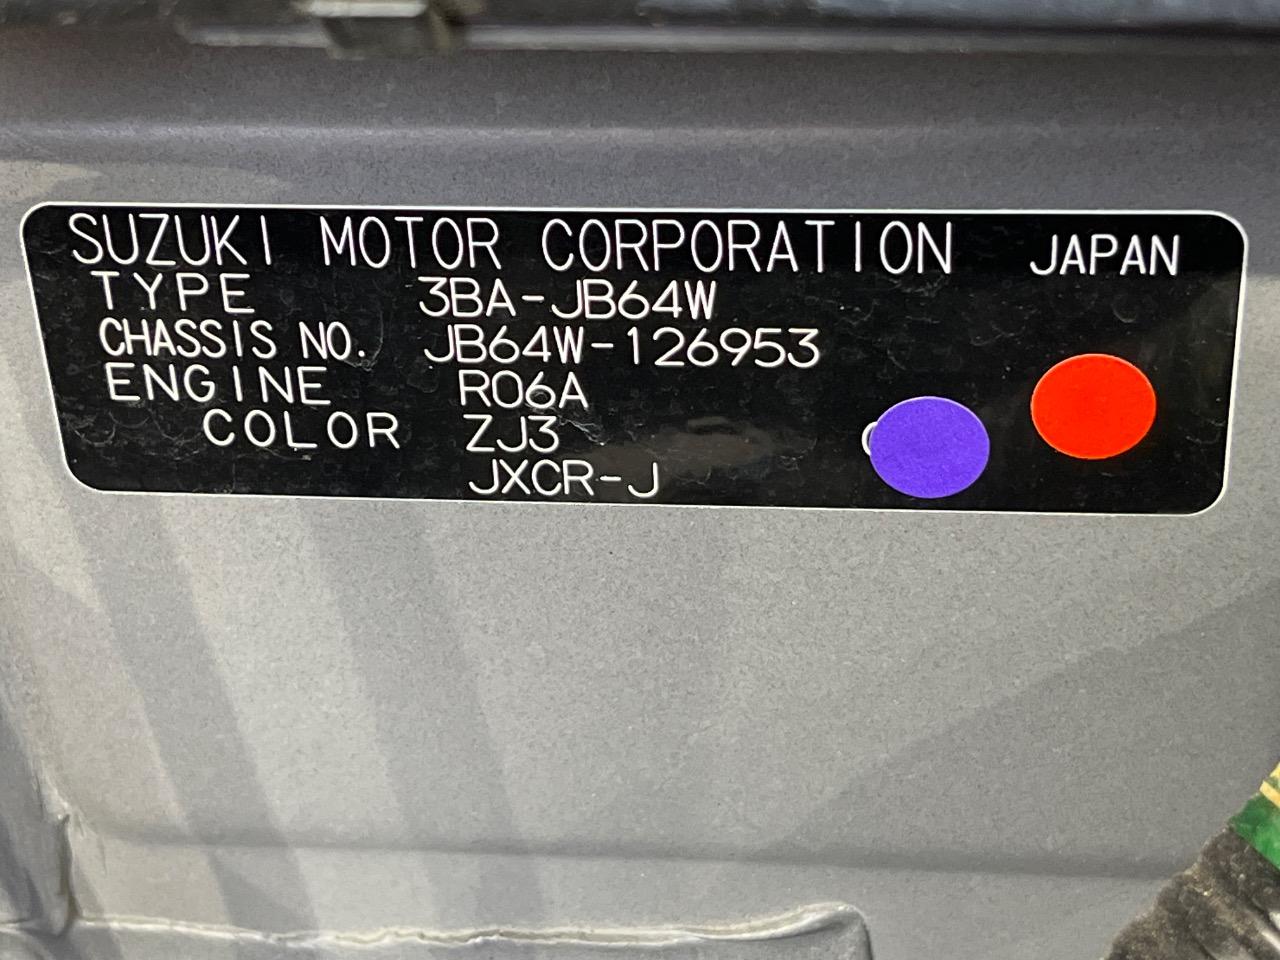 SUZUKI MOTOR CORPORATION JAPAN
TYPE 3BA-JB64W
CHASSIS NO. JB64W-126953
ENGINE R06A
COLOR ZJ3
JXCR-J